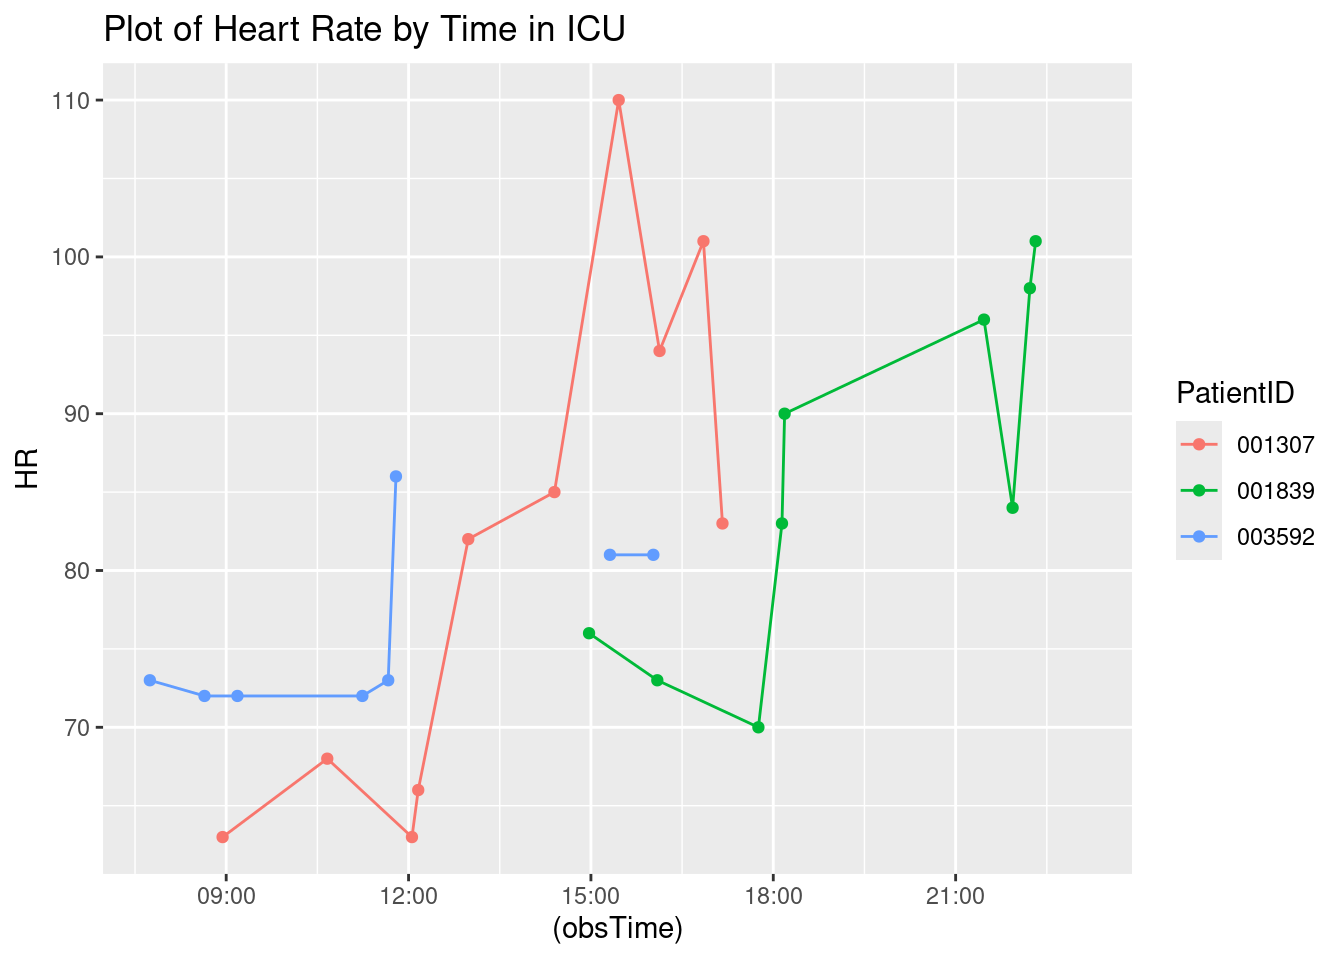 Plot of Heart Rate by Time in ICU
110
100
90
80
70
HR
09:00 12:00 15:00 18:00 21:00
(obsTime)
PatientID
001307
001839
003592